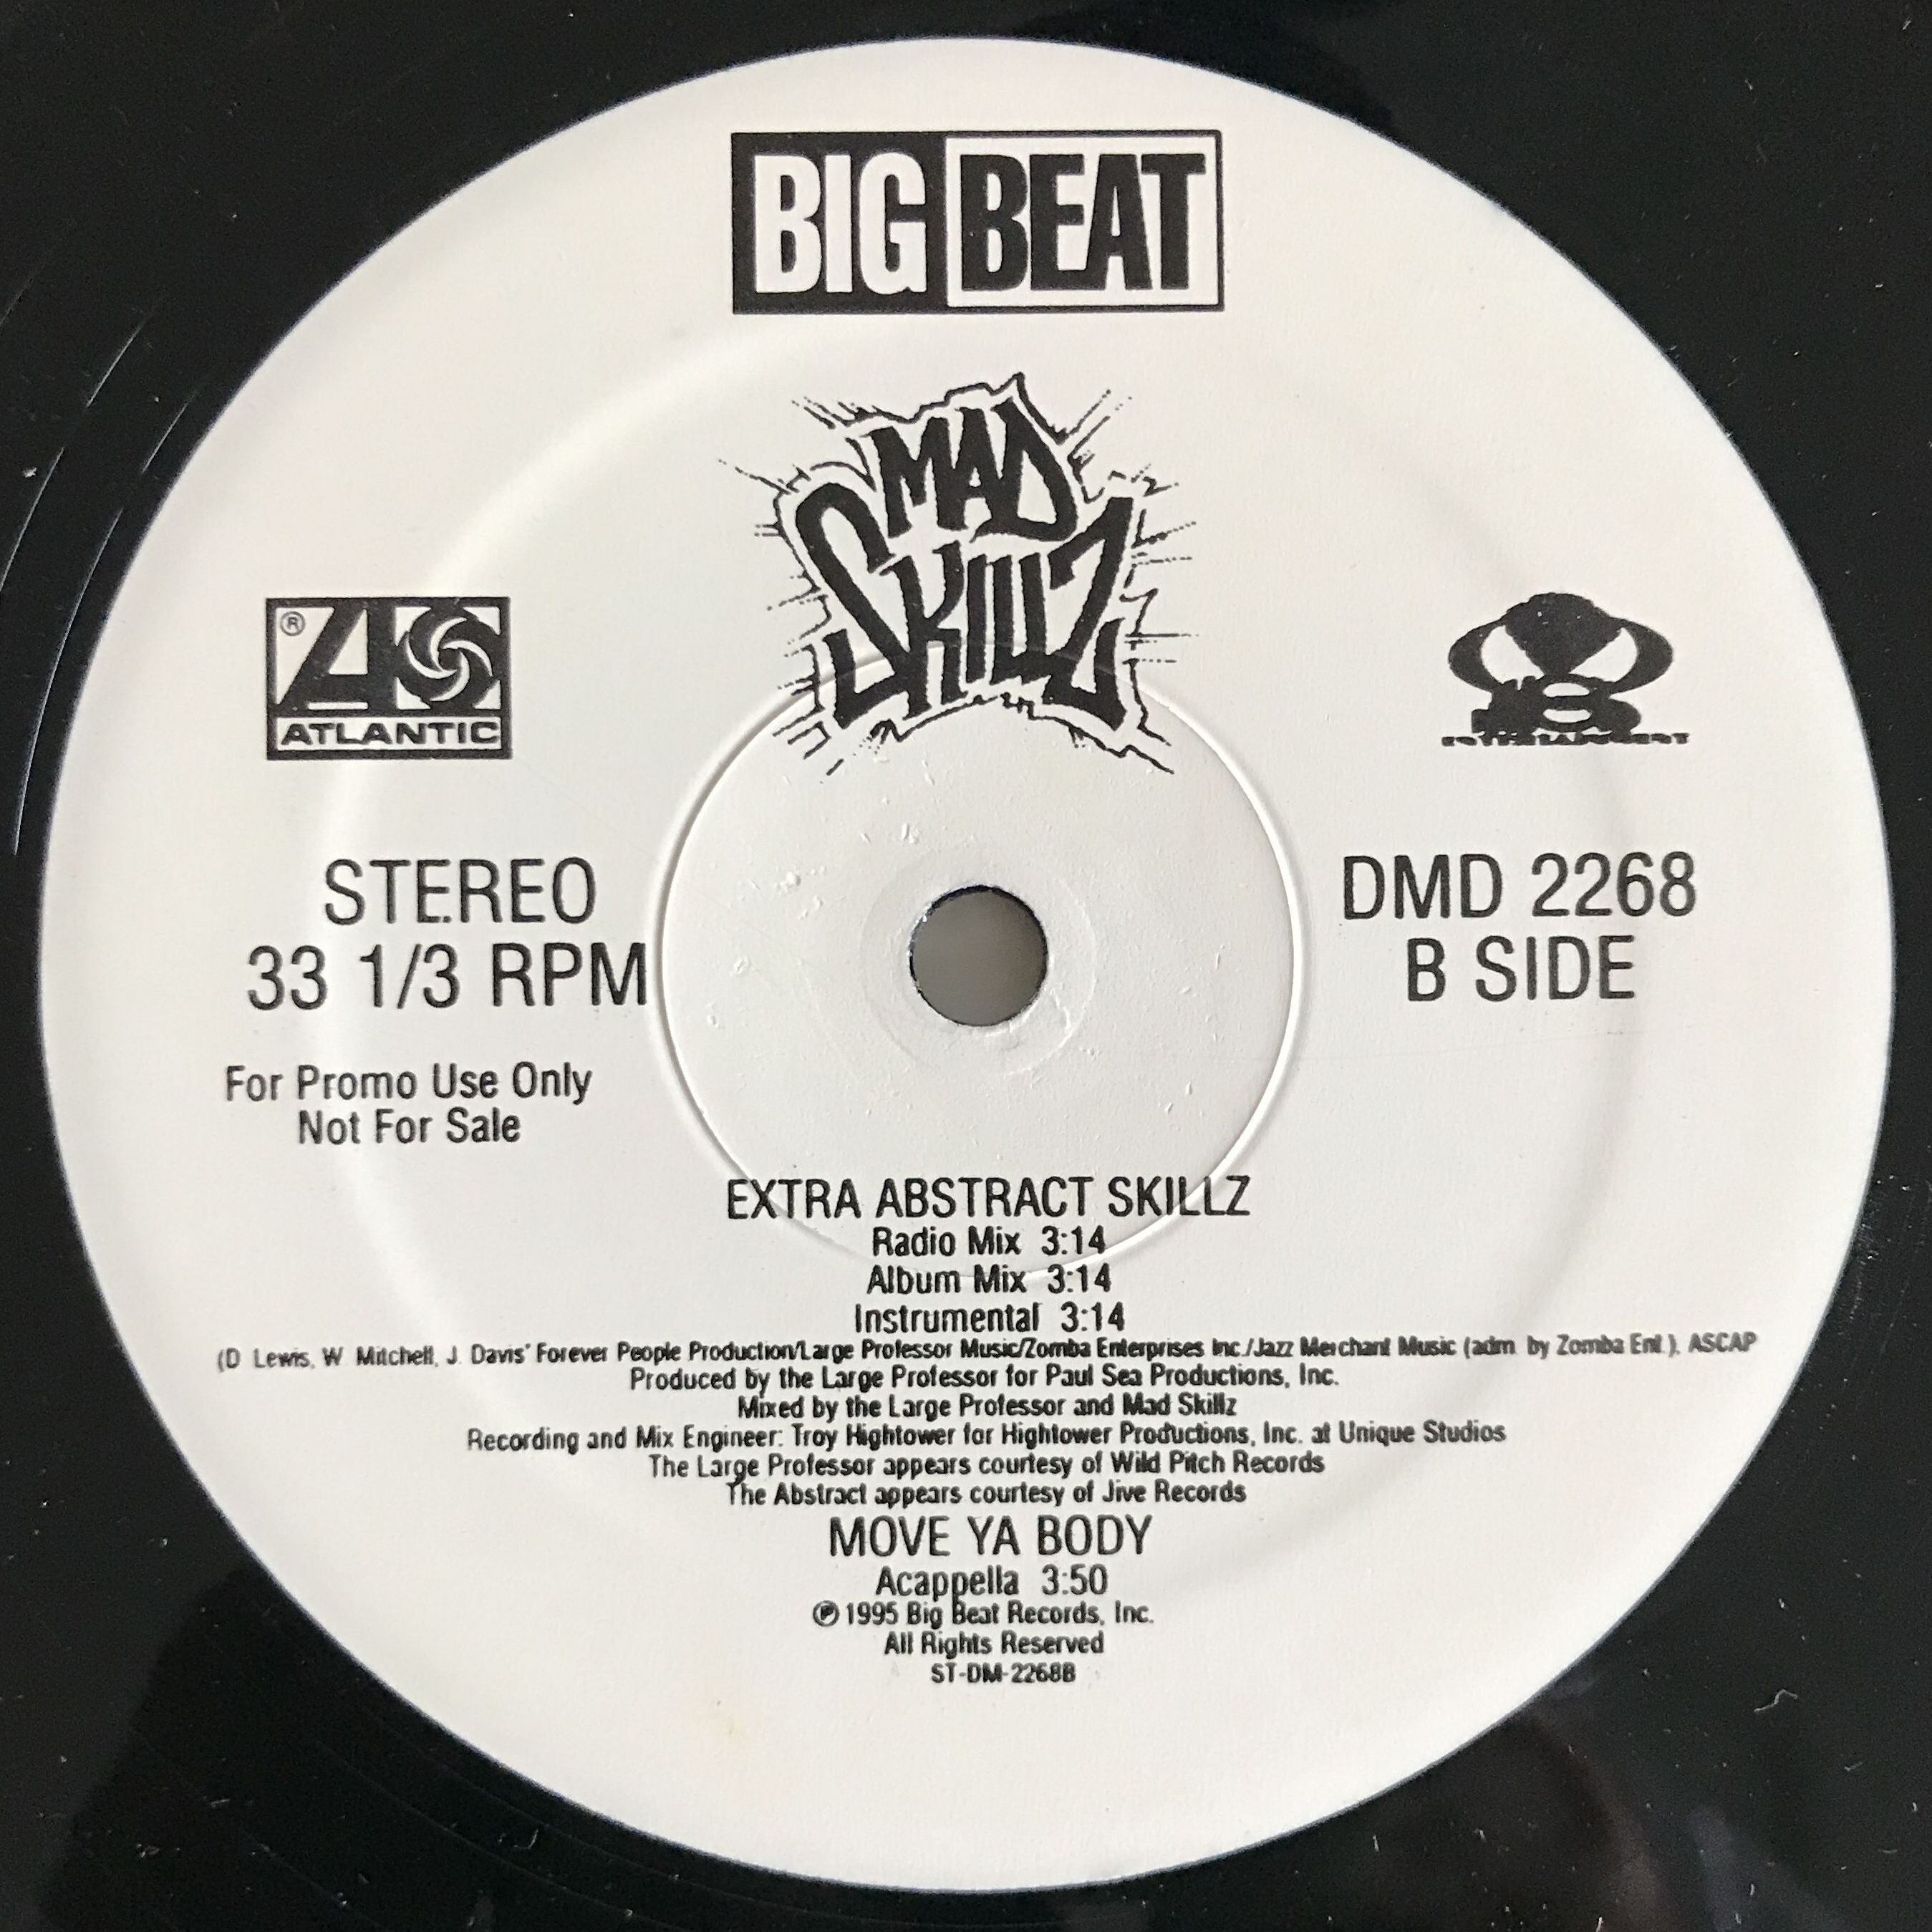 BIG BEAT
MAD
SKILLZ
®
ATLANTIC
ENTERTAINMENT
STEREO
33 1/3 RPM
DMD 2268
B SIDE
For Promo Use Only
Not For Sale
EXTRA ABSTRACT SKILLZ
Radio Mix 3:14
Album Mix 3:14
Instrumental 3:14
(D. Lewis, W. Mitchell, J. Davis' Forever People Production/Large Professor Music/Zomba Enterprises Inc./Jazz Merchant Music (adm. by Zomba Ent.), ASCAP
Produced by the Large Professor for Paul Sea Productions, Inc.
Mixed by the Large Professor and Mad Skillz
Recording and Mix Engineer: Troy Hightower for Hightower Productions, Inc. at Unique Studios
The Large Professor appears courtesy of Wild Pitch Records
The Abstract appears courtesy of Jive Records
MOVE YA BODY
Acappella 3:50
℗ 1995 Big Beat Records, Inc.
All Rights Reserved
ST-DM-2268B